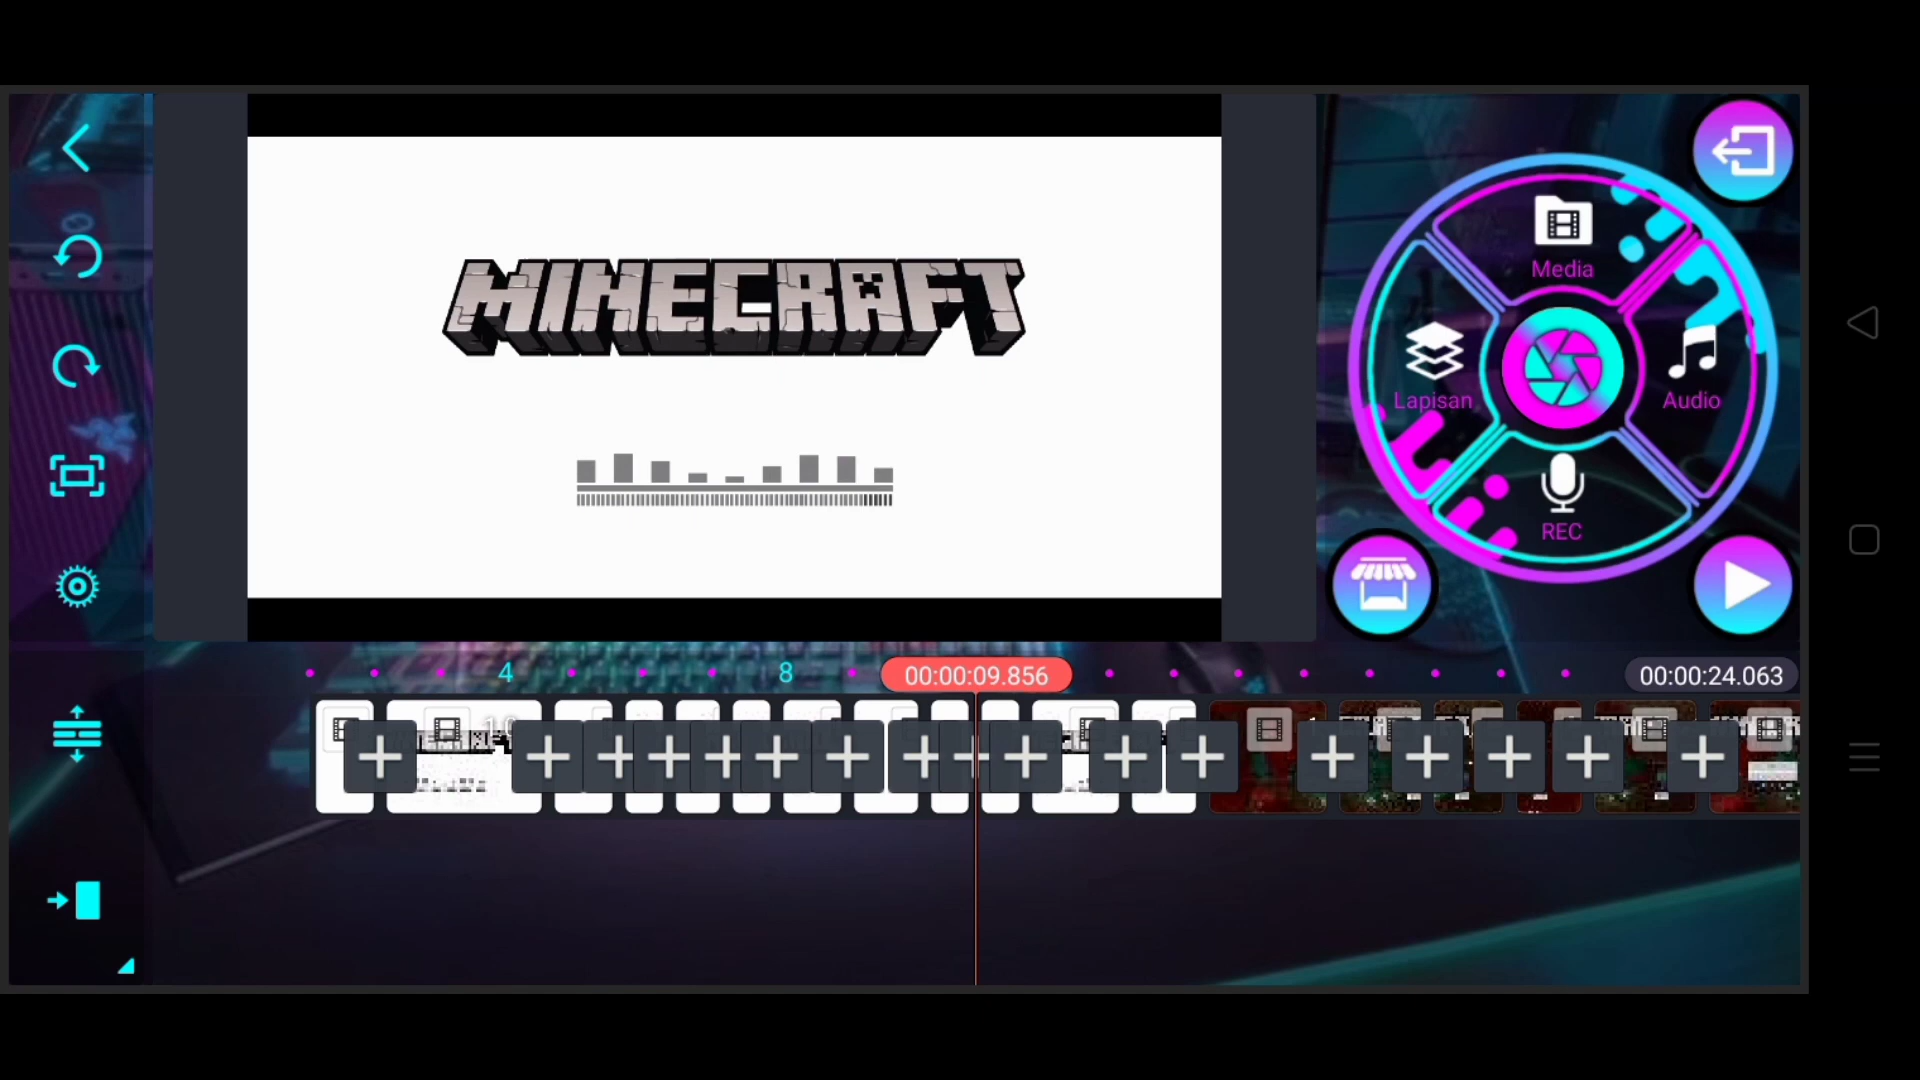 MINECRAFT
Media
Lapisan
Audio
REC
4
8
00:00:09.856
00:00:24.063